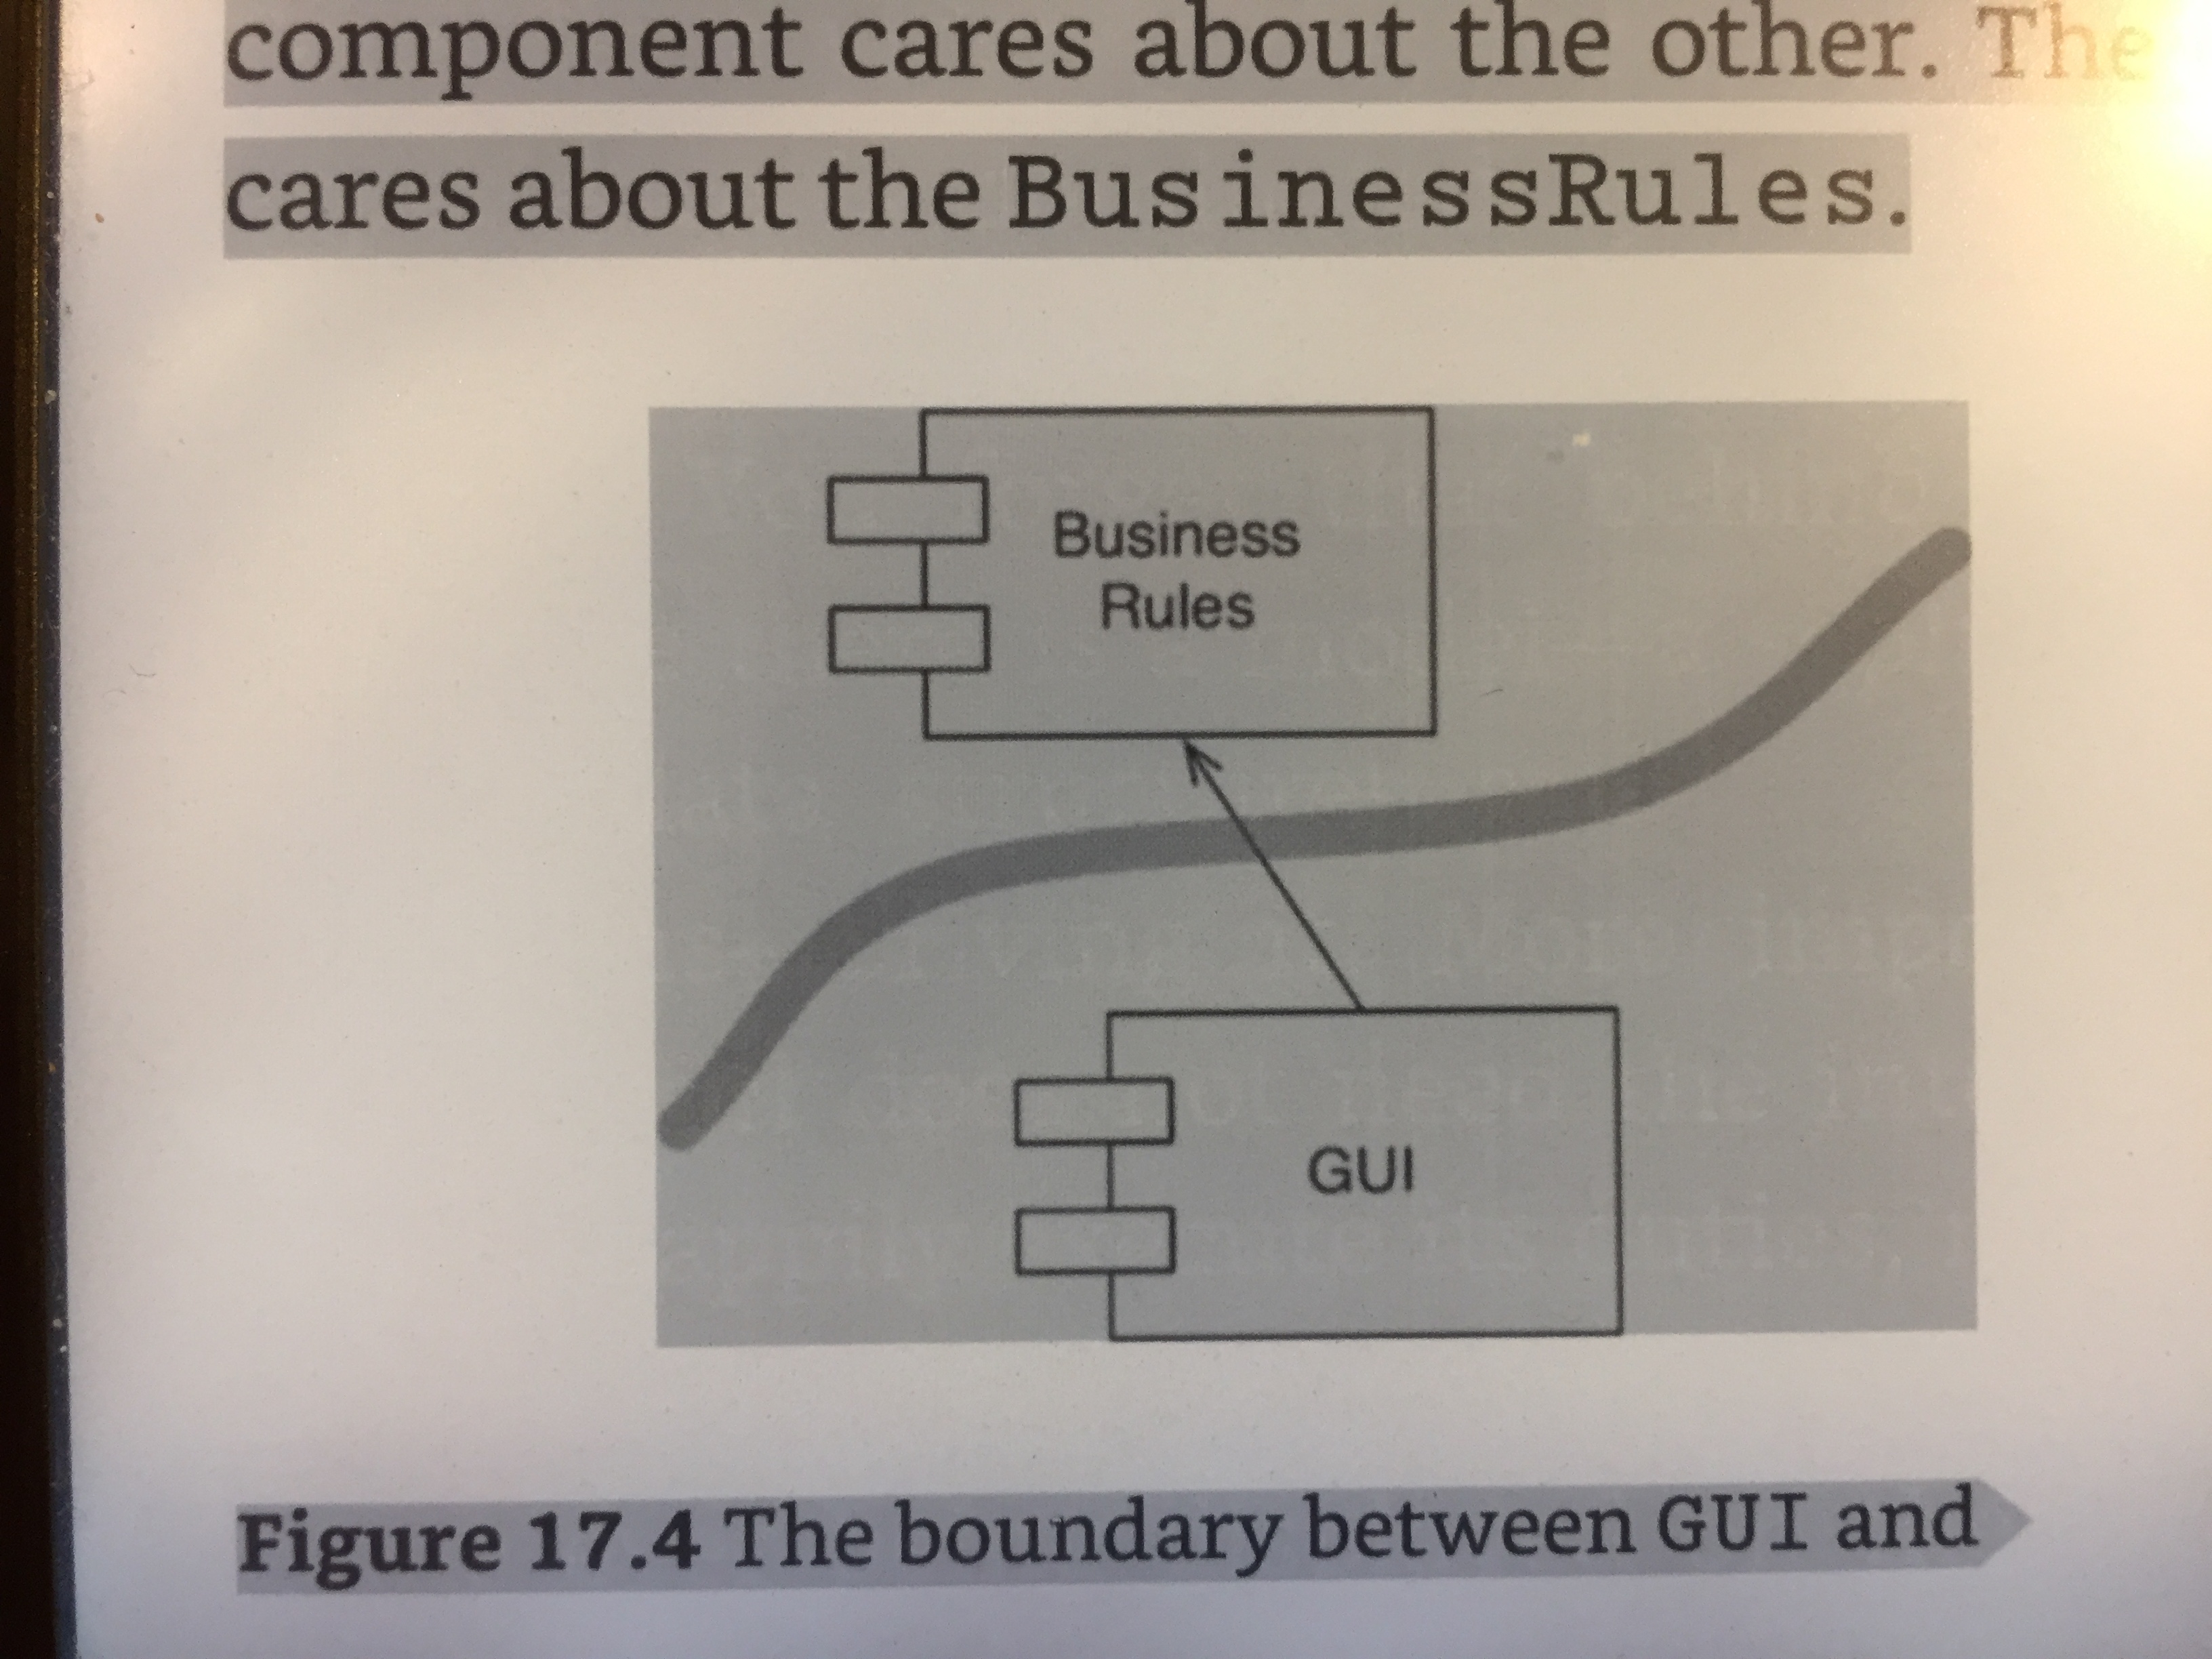 component cares about the other. The
cares about the BusinessRules.
Business
Rules
GUI
Figure 17.4 The boundary between GUI and